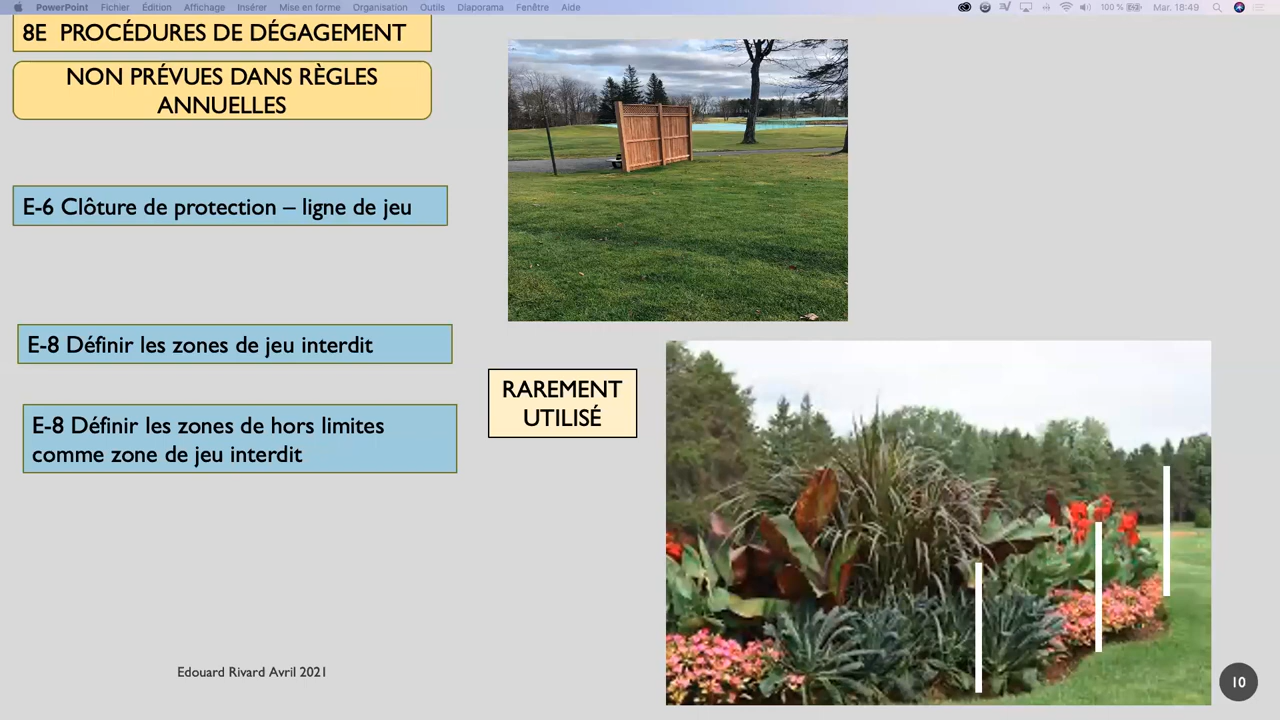 PowerPoint Fichier Édition Affichage Insérer Mise en forme Organisation Outils Diaporama Fenêtre Aide 100 % Mar. 18:49
8E PROCÉDURES DE DÉGAGEMENT
NON PRÉVUES DANS RÈGLES
ANNUELLES
E-6 Clôture de protection – ligne de jeu
E-8 Définir les zones de jeu interdit
RAREMENT
UTILISÉ
E-8 Définir les zones de hors limites
comme zone de jeu interdit
Edouard Rivard Avril 2021
10